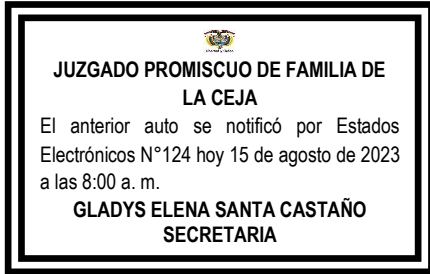 JUZGADO PROMISCUO DE FAMILIA DE
LA CEJA
El anterior auto se notificó por Estados
Electrónicos N°124 hoy 15 de agosto de 2023
a las 8:00 a. m.
GLADYS ELENA SANTA CASTAÑO
SECRETARIA